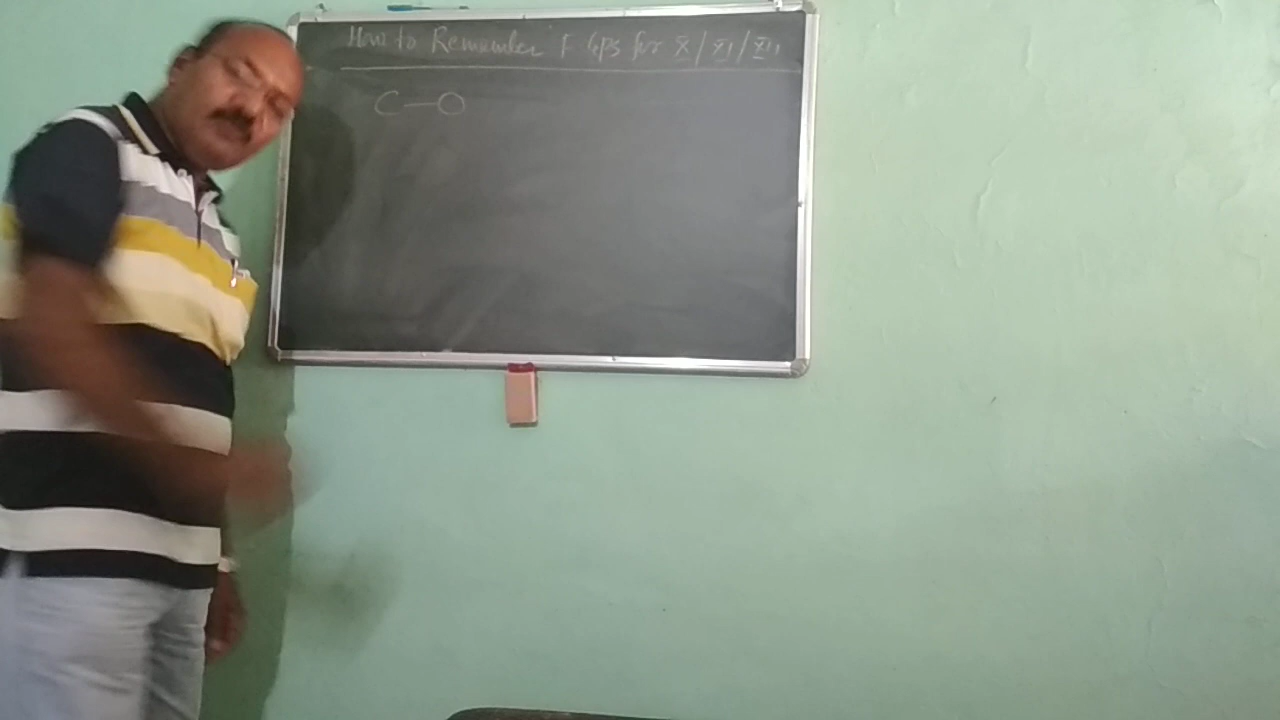 How to Remember F. Gps for X / XI / XII
C—O